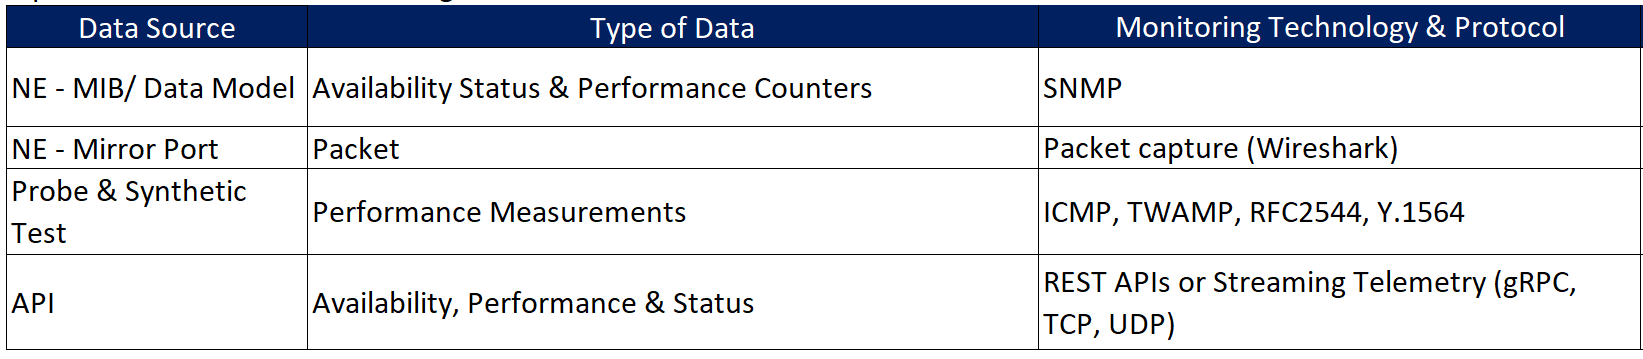 Data Source
Type of Data
Monitoring Technology & Protocol
NE - MIB/ Data Model
Availability Status & Performance Counters
SNMP
NE - Mirror Port
Packet
Packet capture (Wireshark)
Probe & Synthetic
Test
Performance Measurements
ICMP, TWAMP, RFC2544, Y.1564
API
Availability, Performance & Status
REST APIs or Streaming Telemetry (gRPC,
TCP, UDP)